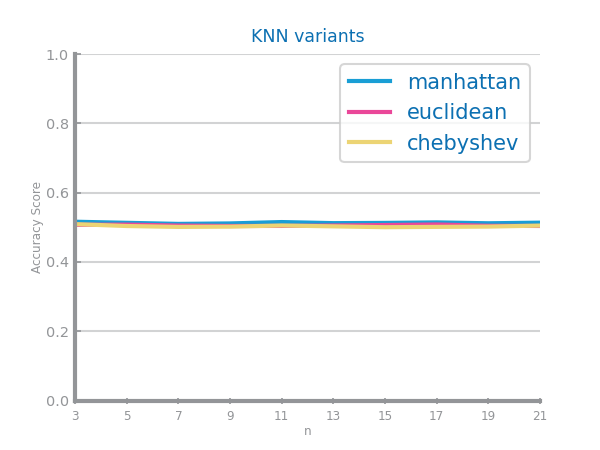 KNN variants
1.0
0.8
0.6
0.4
0.2
0.0
Accuracy Score
manhattan
euclidean
chebyshev
3 5 7 9 11 13 15 17 19 21
n